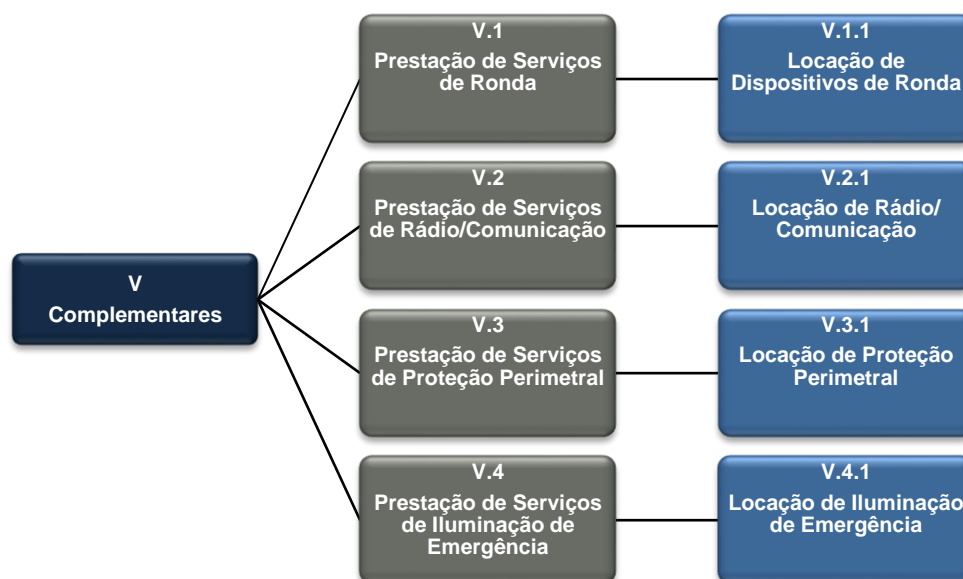 V
Complementares
V.1
Prestação de Serviços
de Ronda
V.1.1
Locação de
Dispositivos de Ronda
V.2
Prestação de Serviços
de Rádio/Comunicação
V.2.1
Locação de Rádio/
Comunicação
V.3
Prestação de Serviços
de Proteção Perimetral
V.3.1
Locação de Proteção
Perimetral
V.4
Prestação de Serviços
de Iluminação de
Emergência
V.4.1
Locação de Iluminação
de Emergência